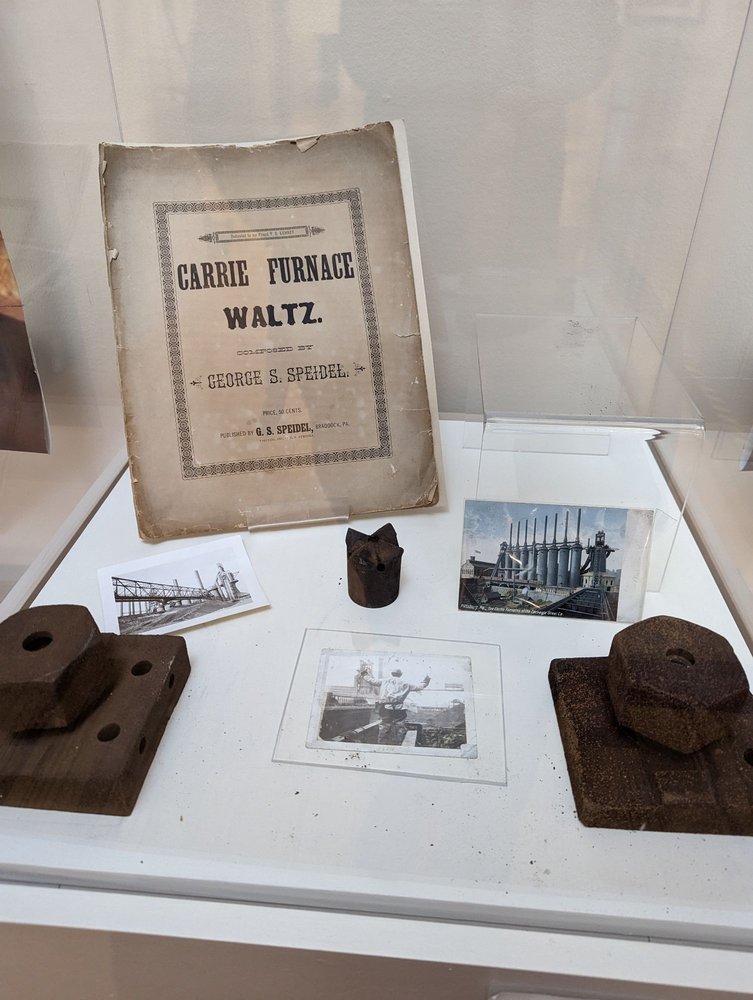 CARRIE FURNACE
WALTZ.
COMPOSED BY
GEORGE S. SPEIDEL.
PRICE, 50 CENTS.
PUBLISHED BY G. S. SPEIDEL, BRADDOCK, PA.